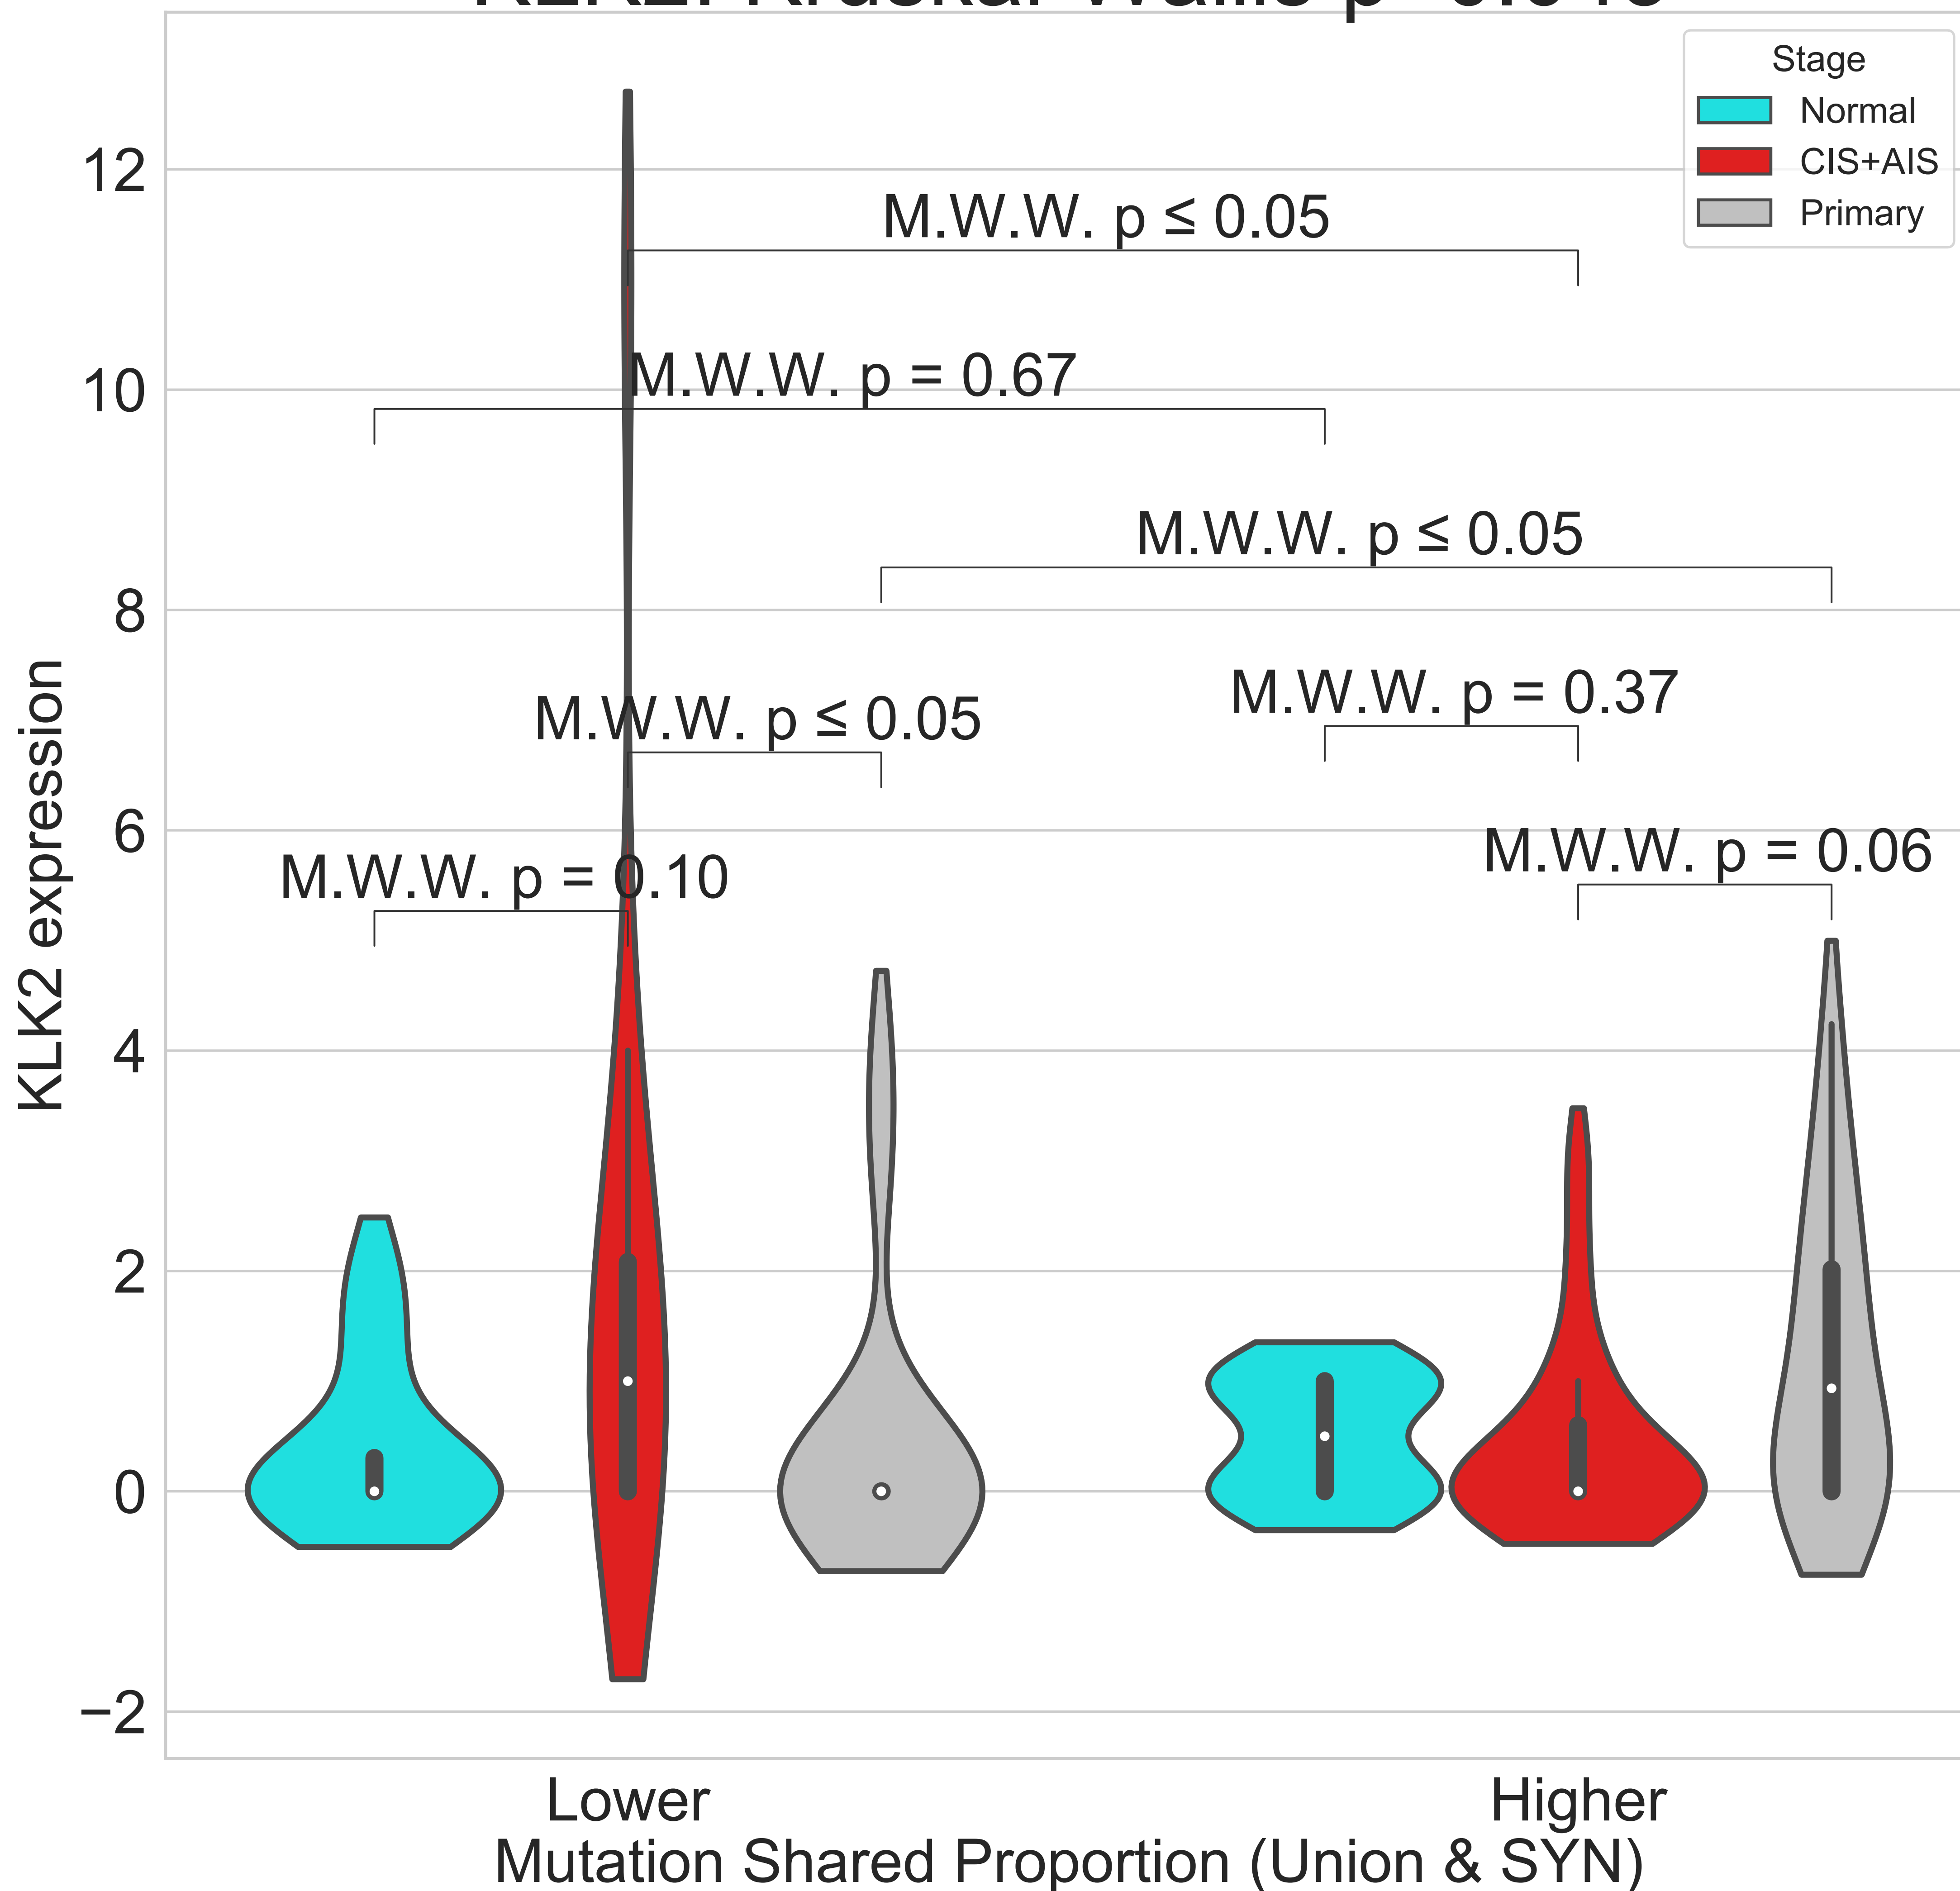 Stage
Normal
CIS+AIS
Primary
12
10
8
6
4
2
0
−2
KLK2 expression
M.W.W. p ≤ 0.05
M.W.W. p = 0.67
M.W.W. p ≤ 0.05
M.W.W. p = 0.37
M.W.W. p ≤ 0.05
M.W.W. p = 0.06
M.W.W. p = 0.10
Lower
Higher
Mutation Shared Proportion (Union & SYN)